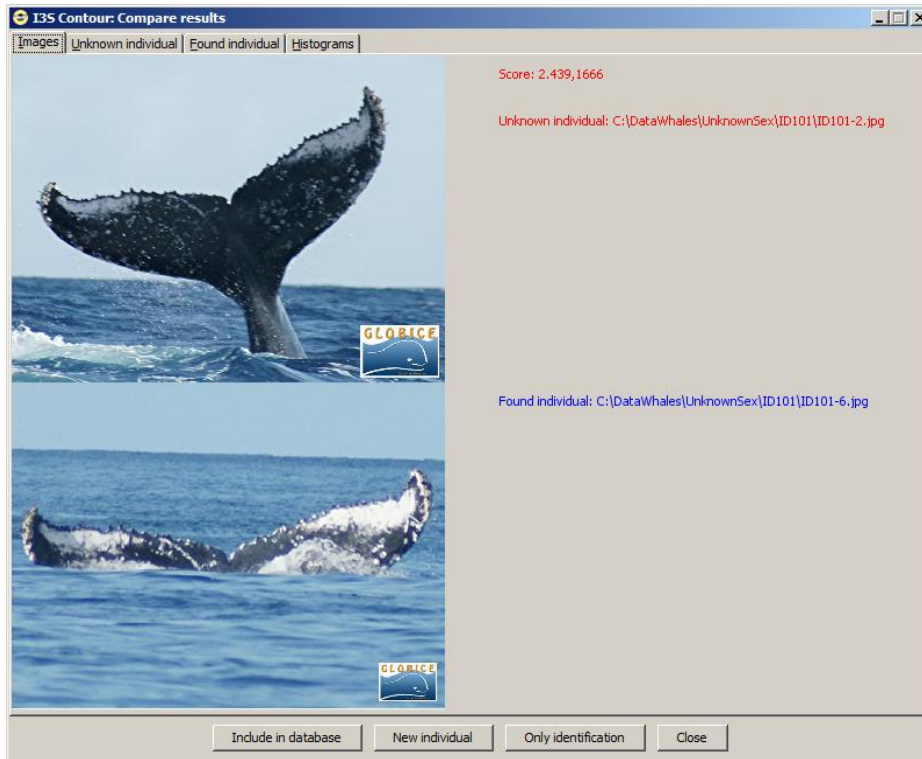 I3S Contour: Compare results
Images
Unknown individual
Found individual
Histograms
Score: 2.439,1666
Unknown individual: C:\DataWhales\UnknownSex\ID101\ID101-2.jpg
GLOBICE
Found individual: C:\DataWhales\UnknownSex\ID101\ID101-6.jpg
GLOBICE
Include in database
New individual
Only identification
Close